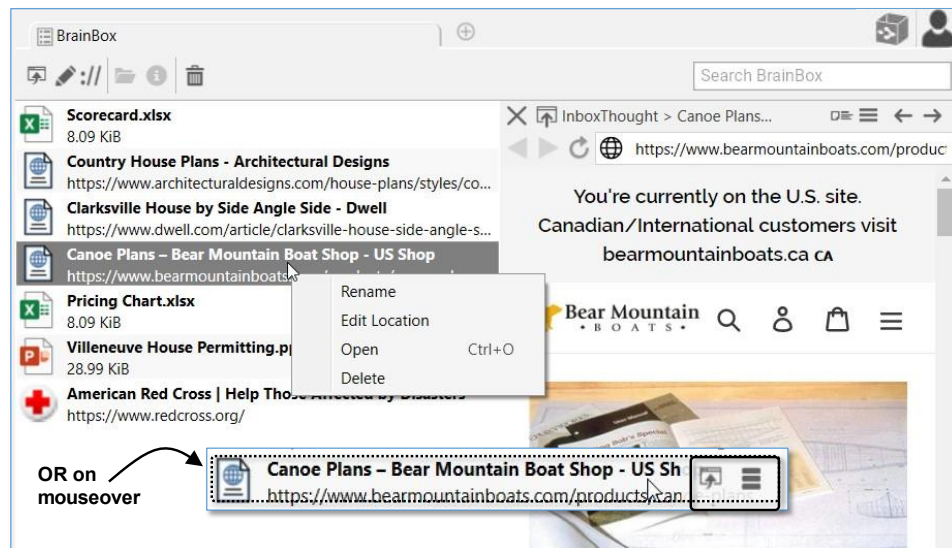 BrainBox
://
Search BrainBox
Scorecard.xlsx
8.09 KiB
Country House Plans - Architectural Designs
https://www.architecturaldesigns.com/house-plans/styles/co...
Clarksville House by Side Angle Side - Dwell
https://www.dwell.com/article/clarksville-house-side-angle-s...
Canoe Plans – Bear Mountain Boat Shop - US Shop
https://www.bearmountainboats
Pricing Chart.xlsx
8.09 KiB
Villeneuve House Permitting.p
28.99 KiB
American Red Cross | Help Those Affected by Disasters
https://www.redcross.org/
Rename
Edit Location
Open Ctrl+O
Delete
InboxThought > Canoe Plans...
https://www.bearmountainboats.com/produc
You're currently on the U.S. site.
Canadian/International customers visit
bearmountainboats.ca CA
Bear Mountain
• B O A T S •
OR on
mouseover
Canoe Plans – Bear Mountain Boat Shop - US Sh
https://www.bearmountainboats.com/products/canoe-plans